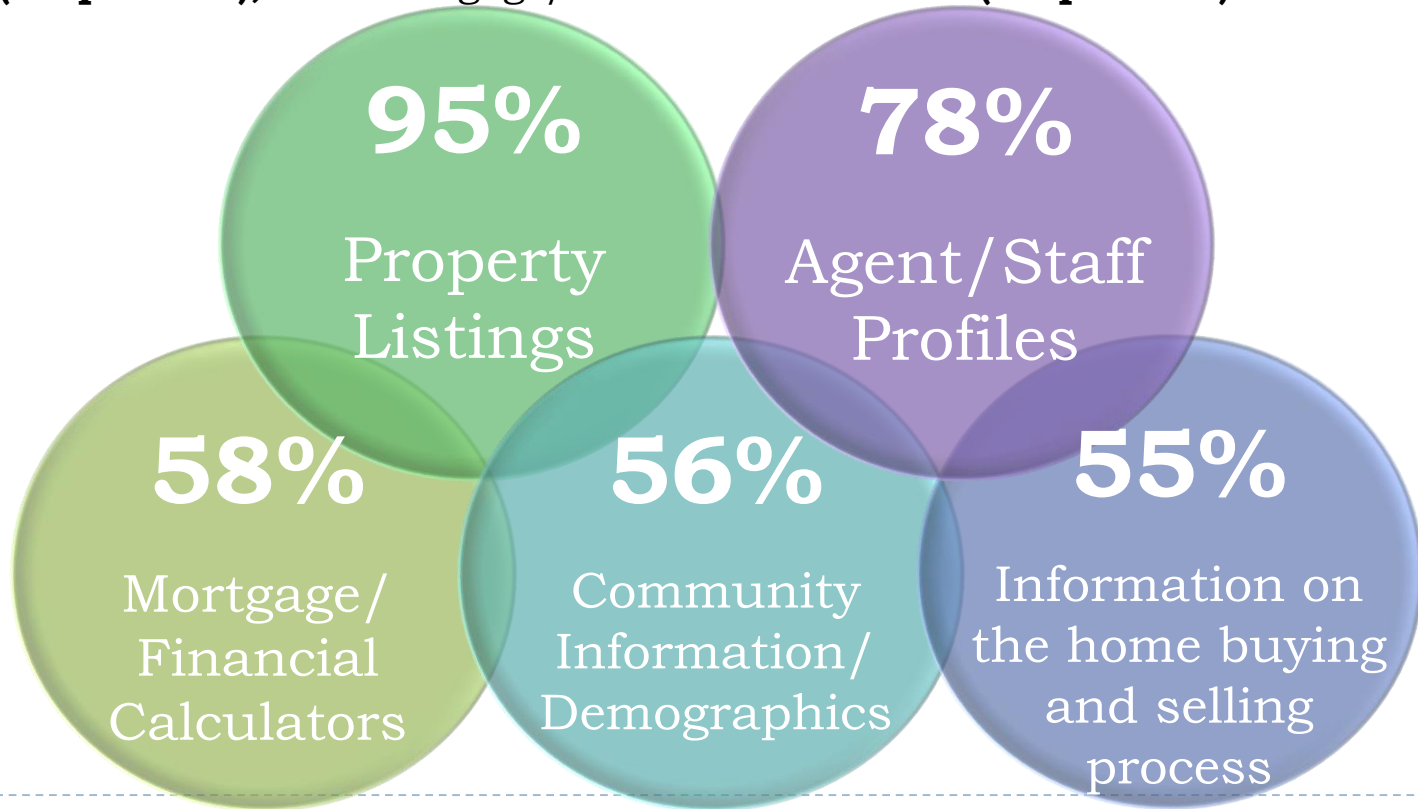 95%
Property
Listings
78%
Agent/Staff
Profiles
58%
Mortgage/
Financial
Calculators
56%
Community
Information/
Demographics
55%
Information on
the home buying
and selling
process